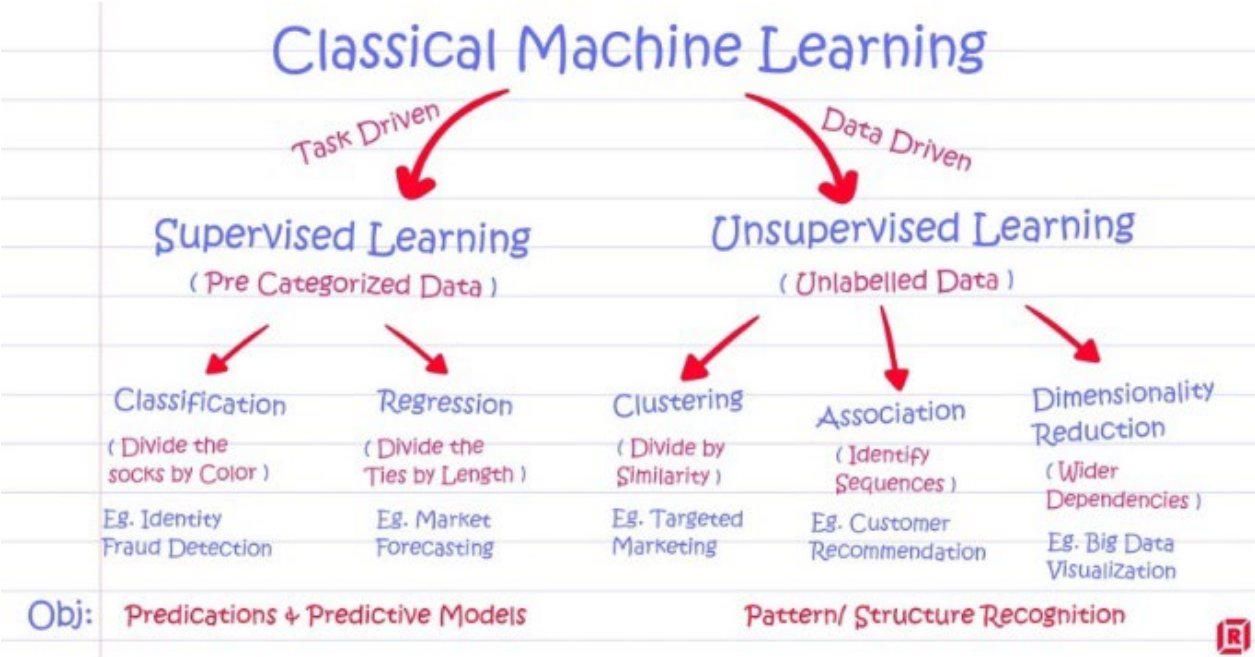 Classical Machine Learning
Task Driven
Data Driven
Supervised Learning
( Pre Categorized Data )
Unsupervised Learning
( Unlabelled Data )
Classification
( Divide the
socks by Color )
Eg. Identity
Fraud Detection
Regression
( Divide the
Ties by Length )
Eg. Market
Forecasting
Clustering
( Divide by
Similarity )
Eg. Targeted
Marketing
Association
( Identify
Sequences )
Eg. Customer
Recommendation
Dimensionality
Reduction
( Wider
Dependencies )
Eg. Big Data
Visualization
Obj: Predications & Predictive Models
Pattern/ Structure Recognition
R